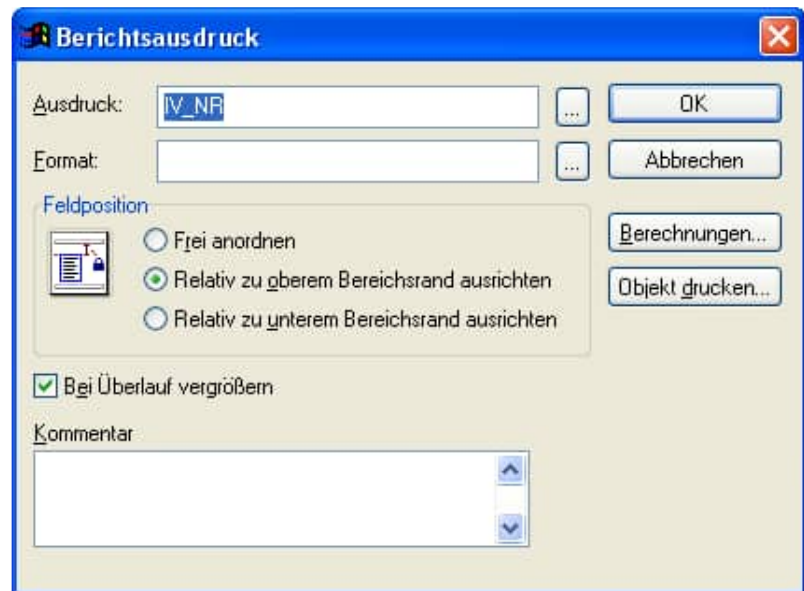 Berichtsausdruck
Ausdruck: IV_NR ... OK
Format: ... Abbrechen
Feldposition
Frei anordnen
Relativ zu oberem Bereichsrand ausrichten
Relativ zu unterem Bereichsrand ausrichten
Berechnungen...
Objekt drucken...
Bei Überlauf vergrößern
Kommentar